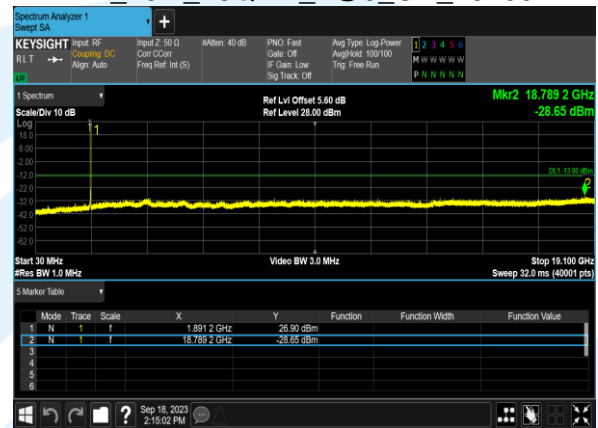 Spectrum Analyzer 1
Swept SA
KEYSIGHT Input: RF Input Z: 50 Ω #Atten: 40 dB PNO: Fast Avg Type: Log-Power 1 2 3 4 5 6
RLT Coupling: DC Corr CCorr Gate: Off Avg|Hold: 100/100 M W W W W W
Align: Auto Freq Ref: Int (S) IF Gain: Low Trig: Free Run
Sig Track: Off P N N N N N
LXI
1 Spectrum Ref Lvl Offset 5.60 dB Mkr2 18.789 2 GHz
Scale/Div 10 dB Ref Level 28.00 dBm -28.65 dBm
Log
1
18.0
8.00
-2.00
-12.0 DL1 -13.00 dBm
-22.0 2
-32.0
-42.0
-52.0
-62.0
Start 30 MHz Video BW 3.0 MHz Stop 19.100 GHz
#Res BW 1.0 MHz Sweep 32.0 ms (40001 pts)
5 Marker Table
Mode Trace Scale X Y Function Function Width Function Value
1 N 1 f 1.891 2 GHz 26.90 dBm
2 N 1 f 18.789 2 GHz -28.65 dBm
3
4
5
6
? Sep 18, 2023
2:15:02 PM